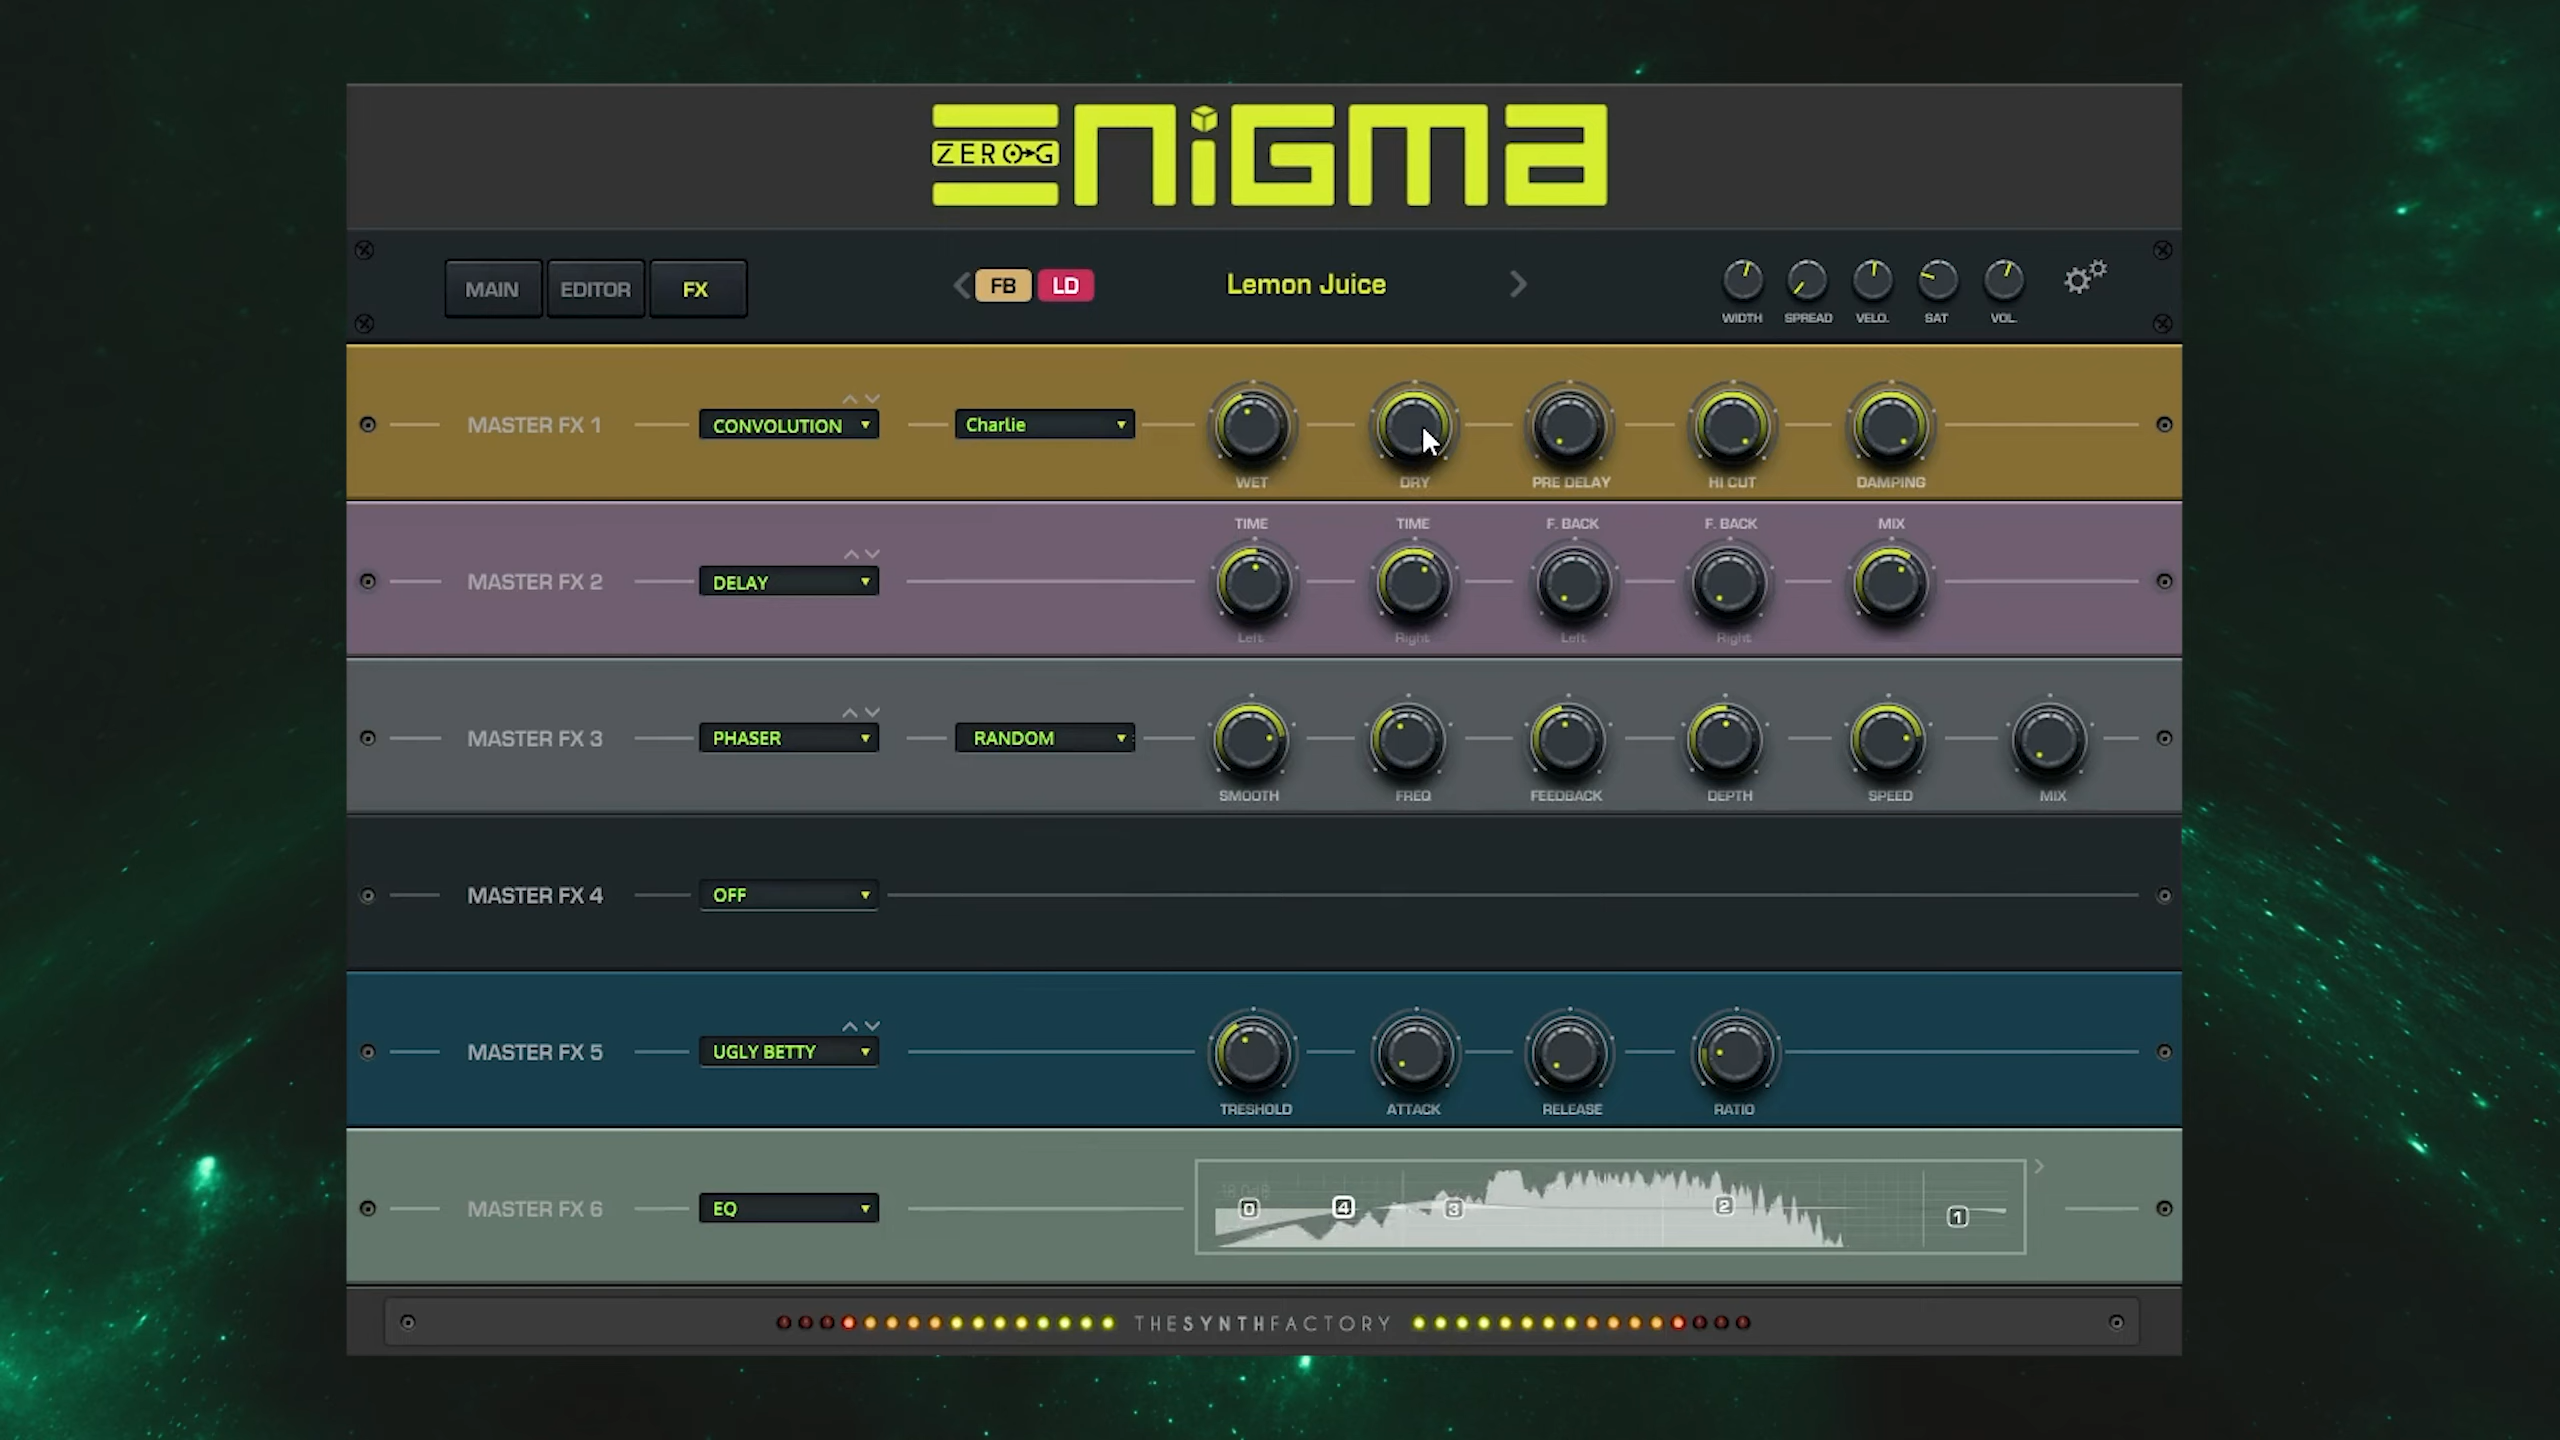 ENiGMA
ZERO-G
MAIN EDITOR FX FB LD Lemon Juice
WIDTH SPREAD VELO. SAT VOL.
MASTER FX 1 CONVOLUTION Charlie
WET DRY PRE DELAY HI CUT DAMPING
TIME TIME F. BACK F. BACK MIX
MASTER FX 2 DELAY
Left Right Left Right
MASTER FX 3 PHASER RANDOM
SMOOTH FREQ FEEDBACK DEPTH SPEED MIX
MASTER FX 4 OFF
MASTER FX 5 UGLY BETTY
TRESHOLD ATTACK RELEASE RATIO
MASTER FX 6 EQ
18.0dB
0 4 3 2 1
THESYNTHFACTORY